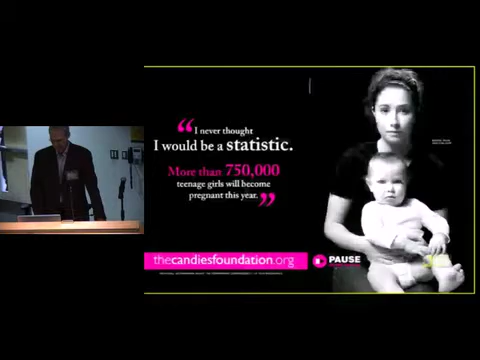 “ I never thought
I would be a statistic.
More than 750,000
teenage girls will become
pregnant this year. ”
thecandiesfoundation.org
PAUSE